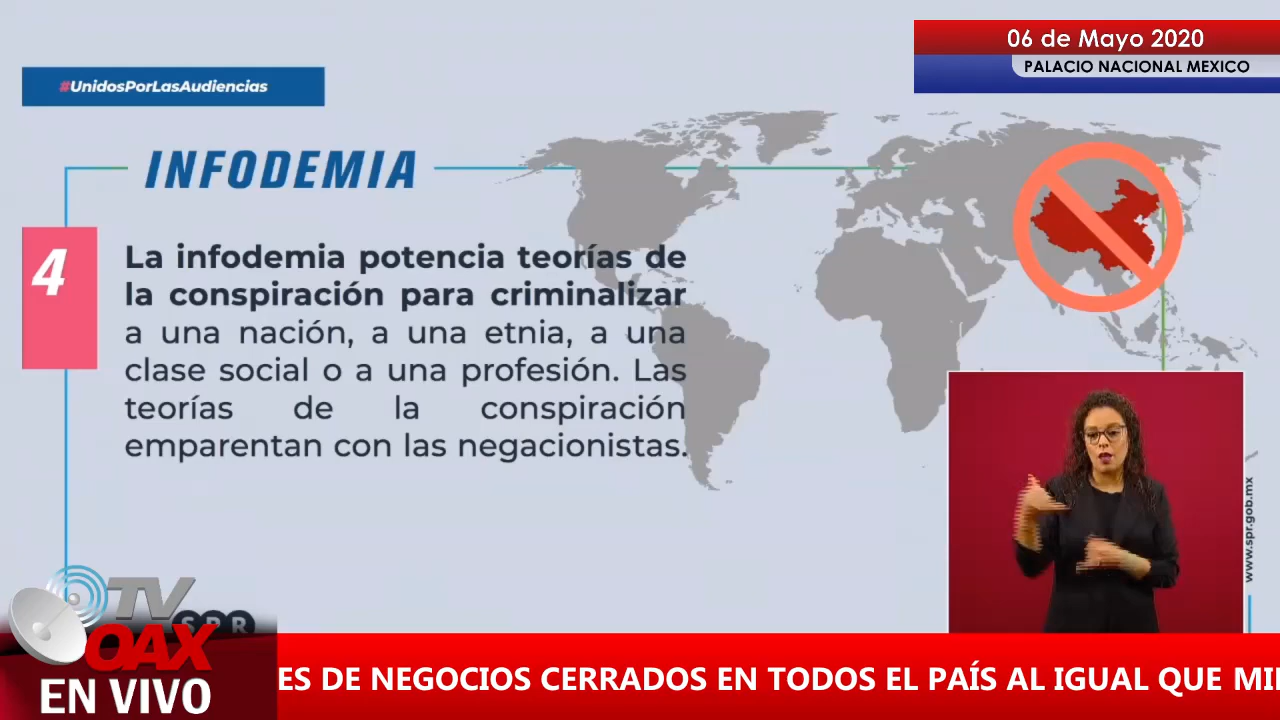 06 de Mayo 2020
PALACIO NACIONAL MEXICO
#UnidosPorLasAudiencias
INFODEMIA
4
La infodemia potencia teorías de
la conspiración para criminalizar
a una nación, a una etnia, a una
clase social o a una profesión. Las
teorías de la conspiración
emparentan con las negacionistas.
www.spr.gob.mx
SPR
TV
OAX
EN VIVO
ES DE NEGOCIOS CERRADOS EN TODOS EL PAÍS AL IGUAL QUE